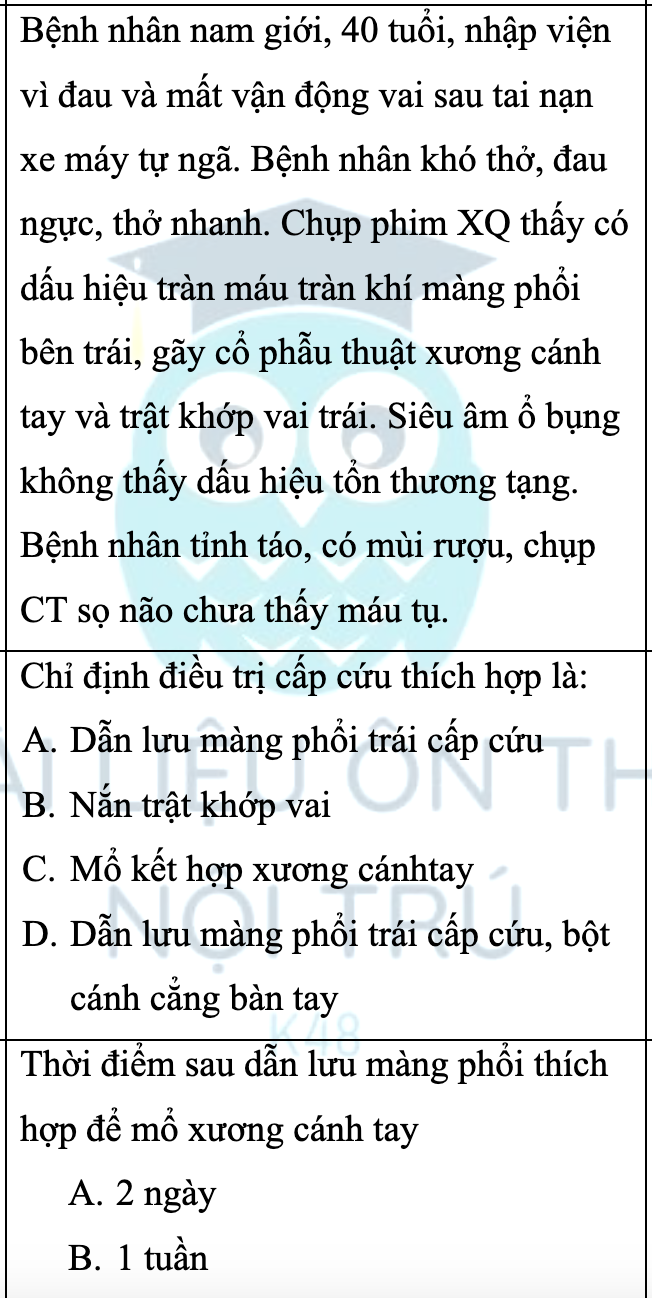 Bệnh nhân nam giới, 40 tuổi, nhập viện
vì đau và mất vận động vai sau tai nạn
xe máy tự ngã. Bệnh nhân khó thở, đau
ngực, thở nhanh. Chụp phim XQ thấy có
dấu hiệu tràn máu tràn khí màng phổi
bên trái, gãy cổ phẫu thuật xương cánh
tay và trật khớp vai trái. Siêu âm ổ bụng
không thấy dấu hiệu tổn thương tạng.
Bệnh nhân tỉnh táo, có mùi rượu, chụp
CT sọ não chưa thấy máu tụ.
Chỉ định điều trị cấp cứu thích hợp là:
A. Dẫn lưu màng phổi trái cấp cứu
B. Nắn trật khớp vai
C. Mổ kết hợp xương cánhtay
D. Dẫn lưu màng phổi trái cấp cứu, bột
cánh cẳng bàn tay
Thời điểm sau dẫn lưu màng phổi thích
hợp để mổ xương cánh tay
A. 2 ngày
B. 1 tuần
ÀI LIỆU ÔN TH
NỘI TRÚ
K48